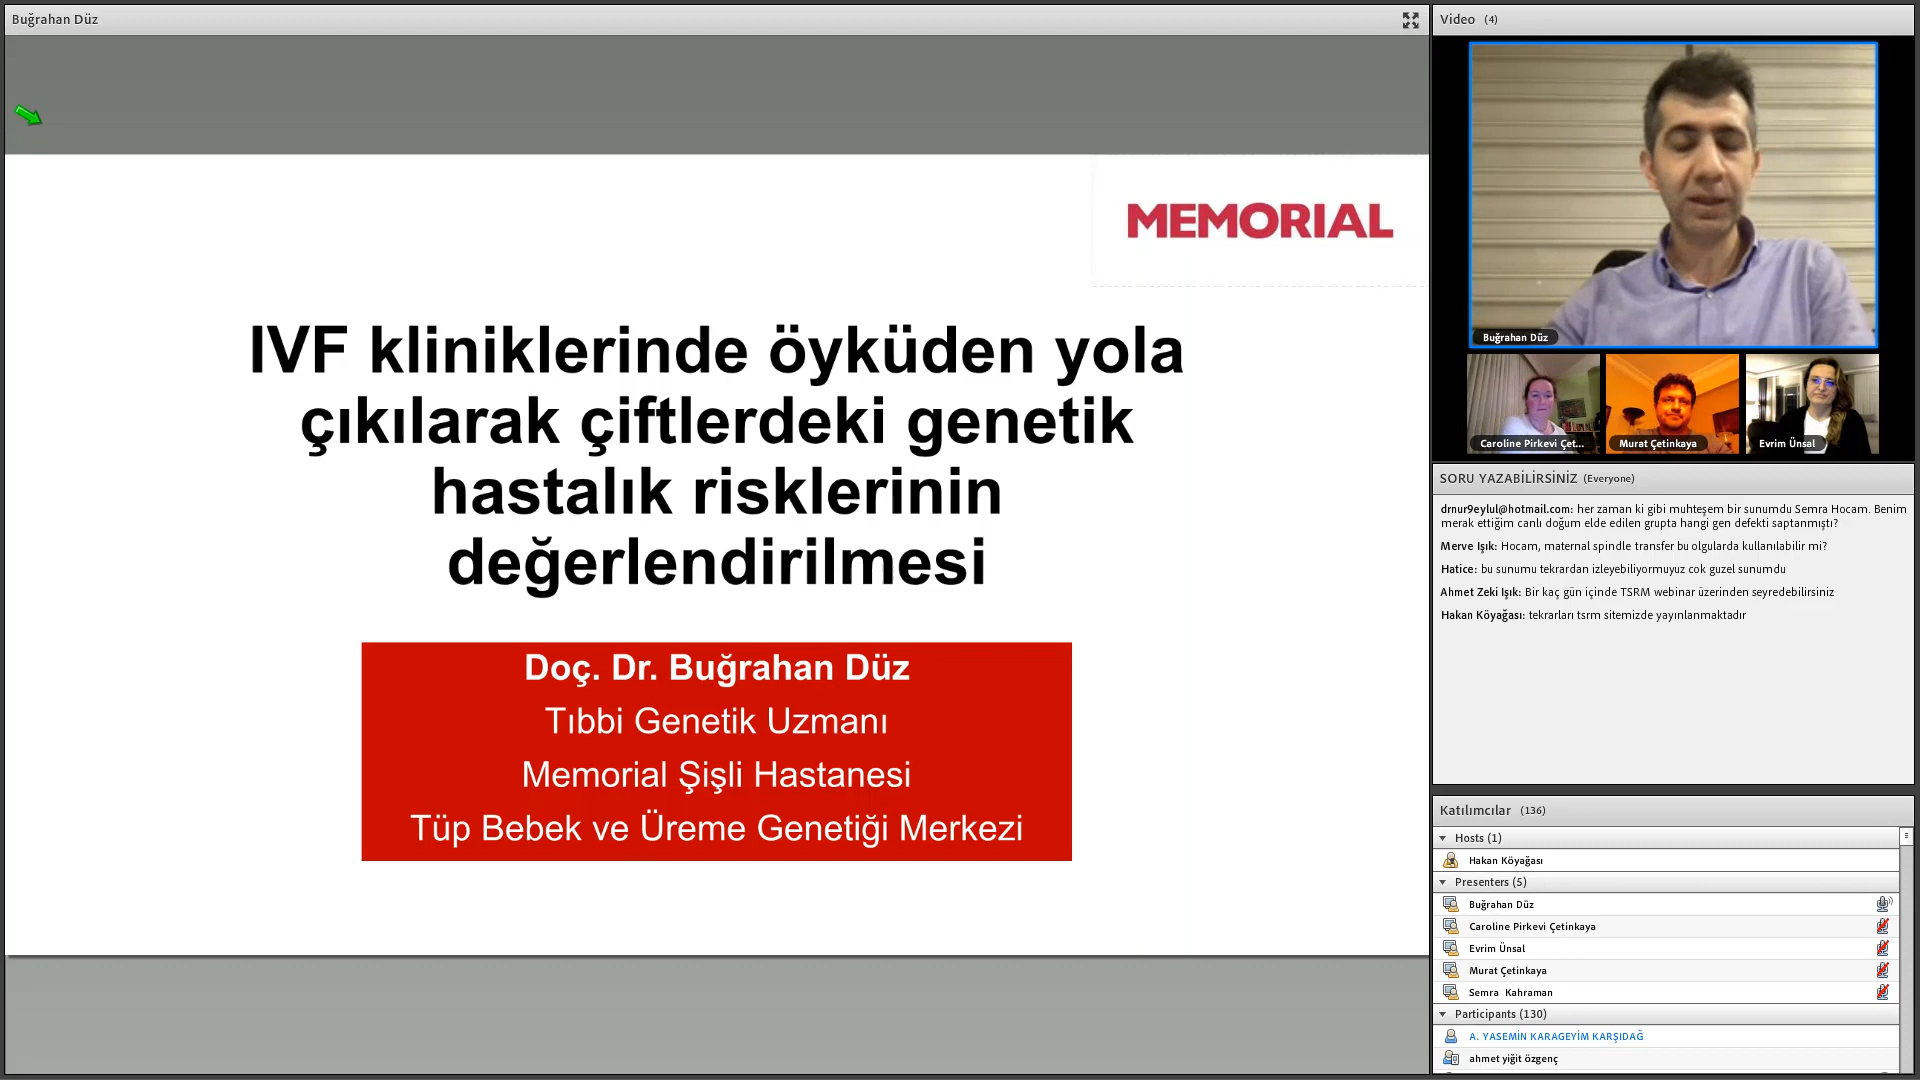 Buğrahan Düz
MEMORIAL
IVF kliniklerinde öyküden yola
çıkılarak çiftlerdeki genetik
hastalık risklerinin
değerlendirilmesi
Doç. Dr. Buğrahan Düz
Tıbbi Genetik Uzmanı
Memorial Şişli Hastanesi
Tüp Bebek ve Üreme Genetiği Merkezi
Video (4)
Buğrahan Düz
Caroline Pirkevi Çet...
Murat Çetinkaya
Evrim Ünsal
SORU YAZABİLİRSİNİZ (Everyone)
drnur9eylul@hotmail.com: her zaman ki gibi muhteşem bir sunumdu Semra Hocam. Benim
merak ettiğim canlı doğum elde edilen grupta hangi gen defekti saptanmıştı?
Merve Işık: Hocam, maternal spindle transfer bu olgularda kullanılabilir mi?
Hatice: bu sunumu tekrardan izleyebiliyormuyuz cok guzel sunumdu
Ahmet Zeki Işık: Bir kaç gün içinde TSRM webinar üzerinden seyredebilirsiniz
Hakan Köyağası: tekrarları tsrm sitemizde yayınlanmaktadır
Katılımcılar (136)
Hosts (1)
Hakan Köyağası
Presenters (5)
Buğrahan Düz
Caroline Pirkevi Çetinkaya
Evrim Ünsal
Murat Çetinkaya
Semra Kahraman
Participants (130)
A. YASEMİN KARAGEYİM KARŞIDAĞ
ahmet yiğit özgenç